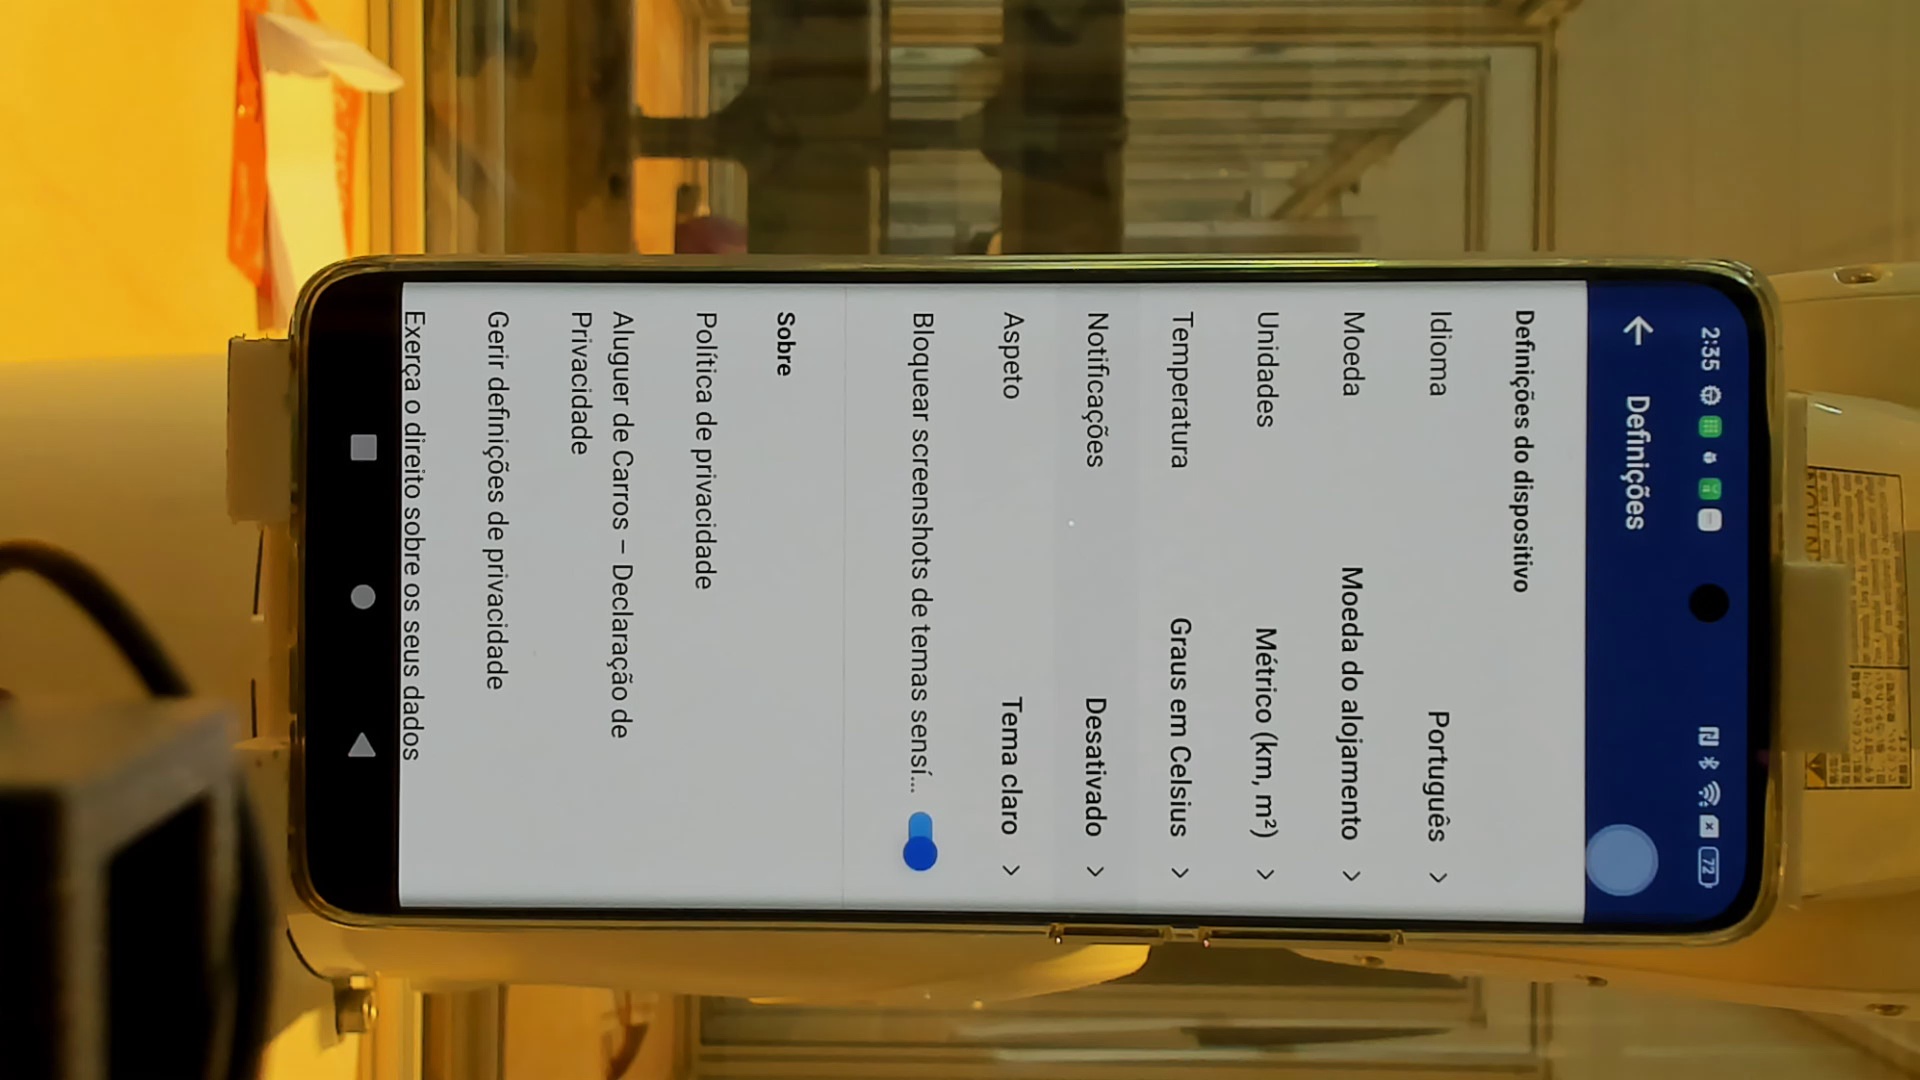 2:35
72
Definições
Definições do dispositivo
Idioma Português
Moeda Moeda do alojamento
Unidades Métrico (km, m²)
Temperatura Graus em Celsius
Notificações Desativado
Aspeto Tema claro
Bloquear screenshots de temas sensí...
Sobre
Política de privacidade
Aluguer de Carros – Declaração de
Privacidade
Gerir definições de privacidade
Exerça o direito sobre os seus dados